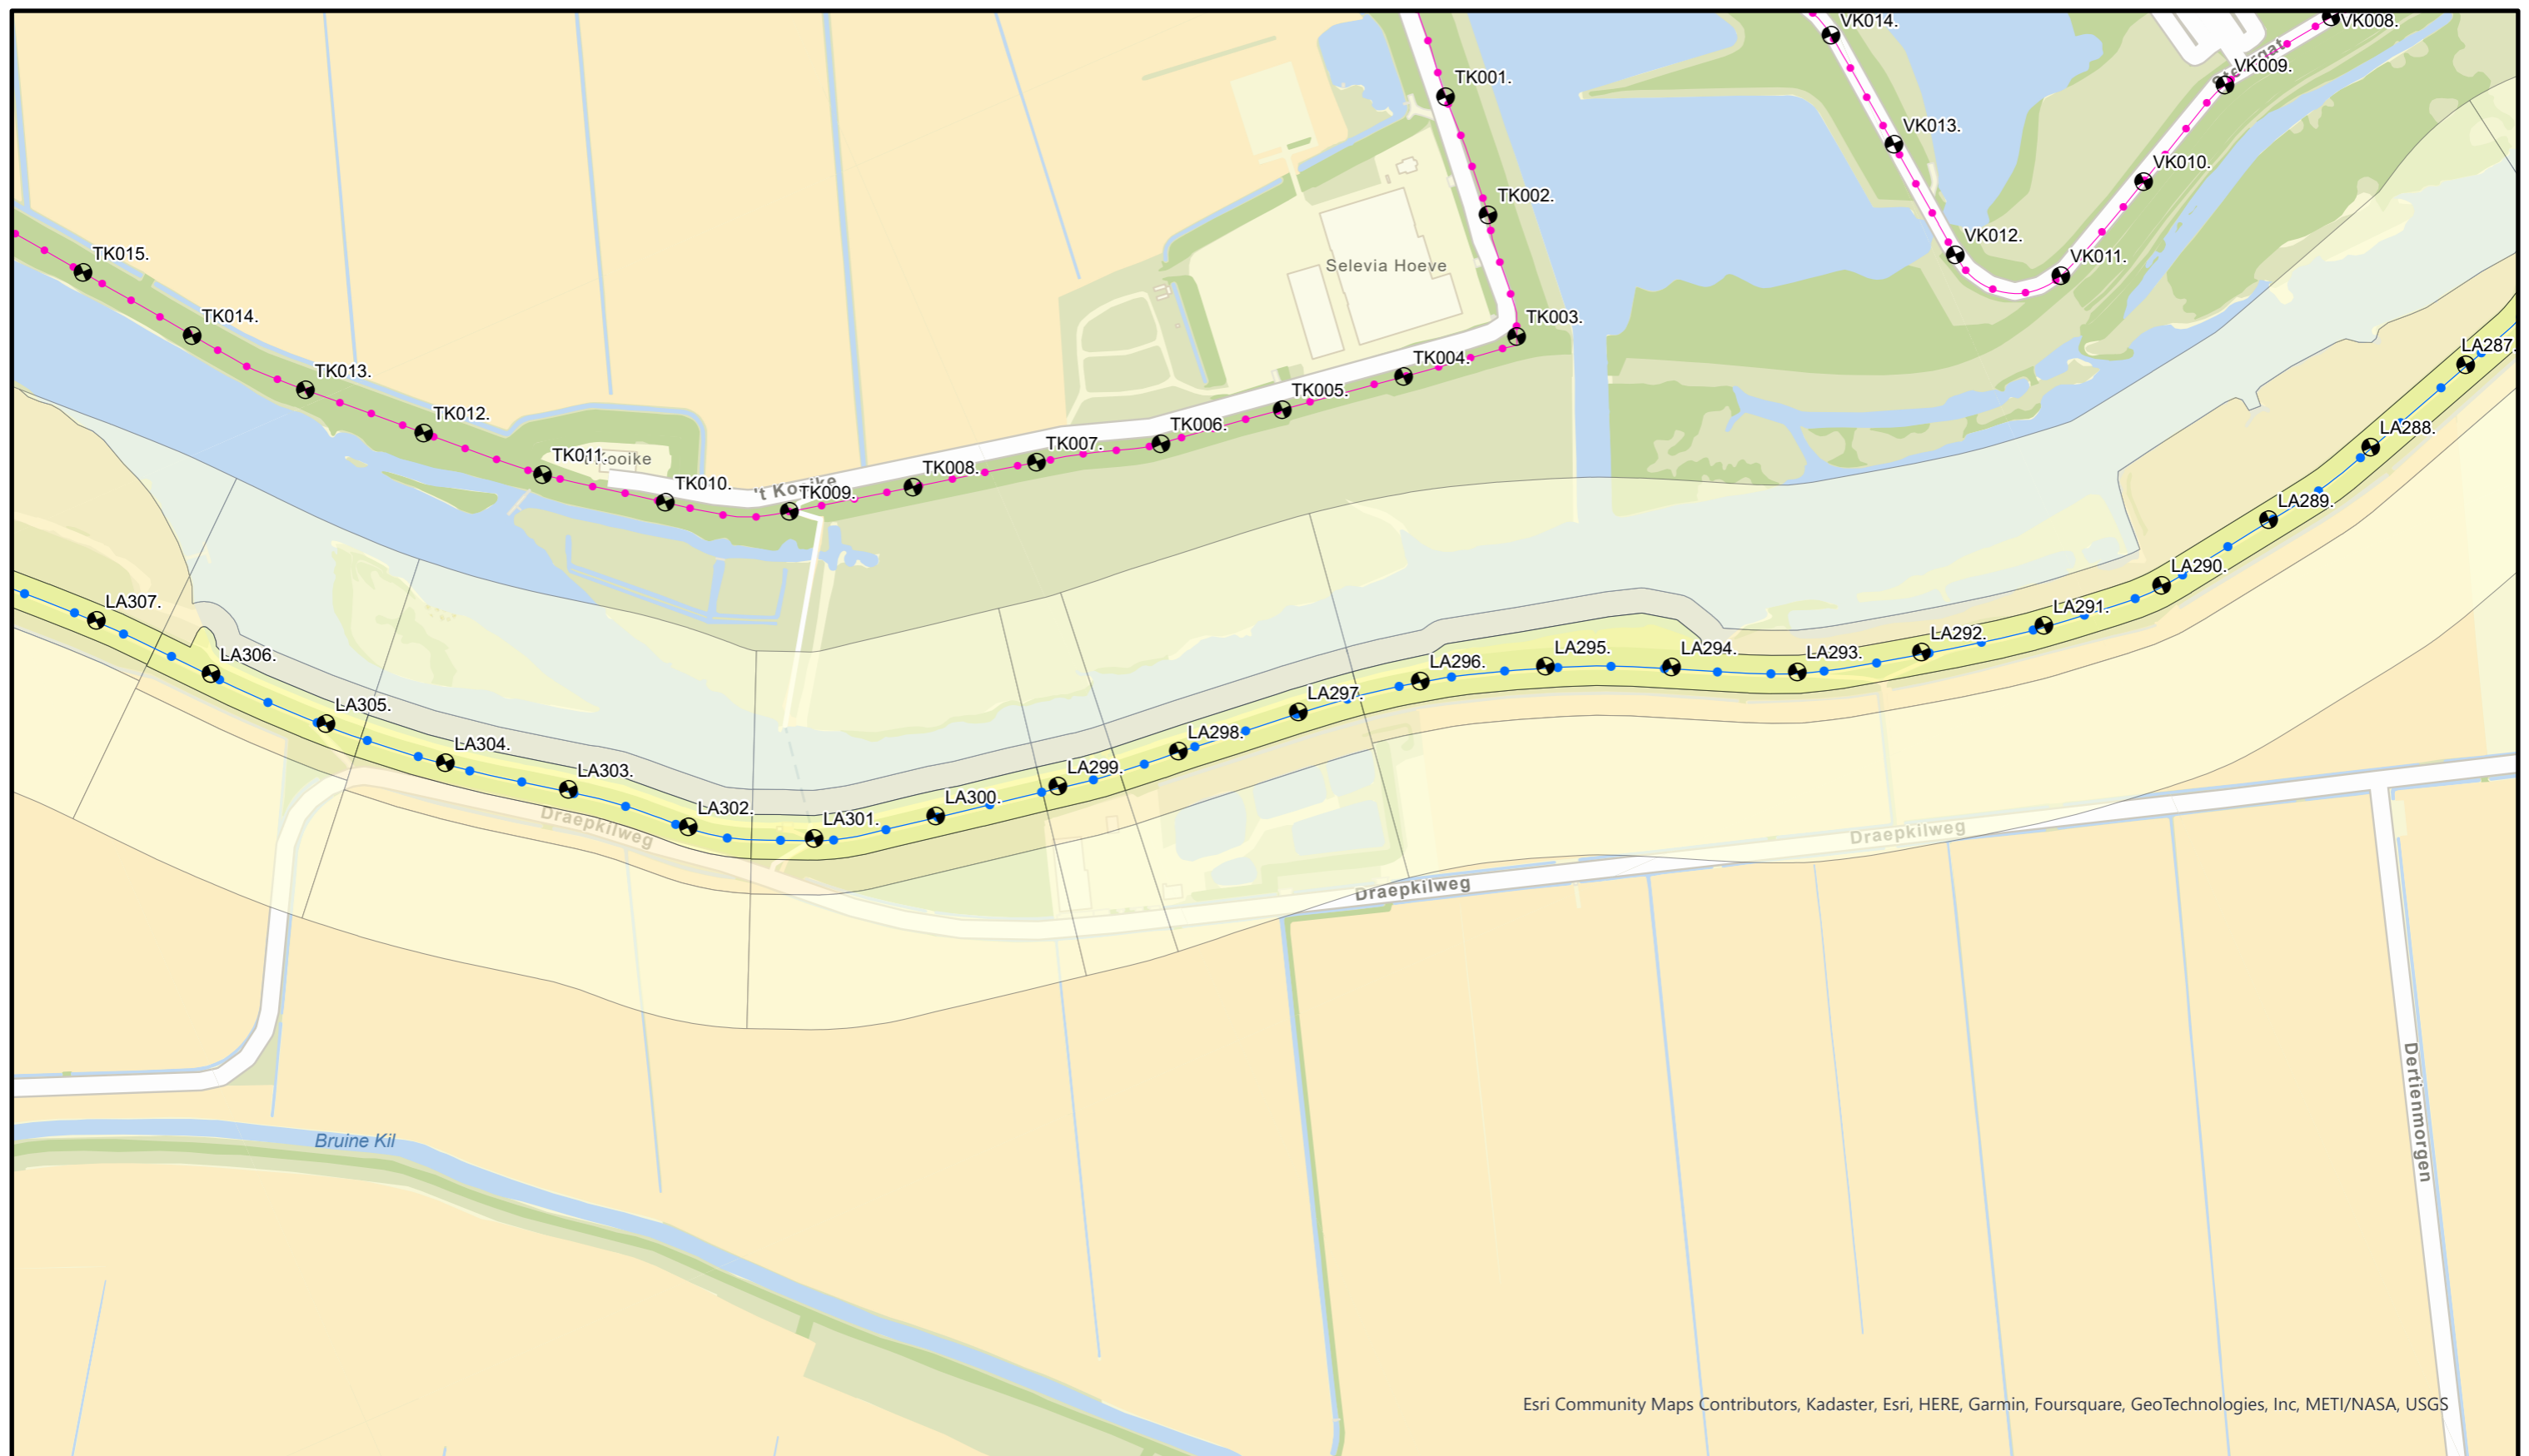 VK014.
VK008.
TK001.
VK009.
VK013.
VK010.
TK002.
VK012.
TK015.
Selevia Hoeve
VK011.
TK014.
TK003.
LA287.
TK004.
TK013.
TK005.
TK012.
TK006.
LA288.
TK007.
TK011.
TK008.
TK010.
't Kooike
TK009.
LA289.
LA290.
LA307.
LA291.
LA292.
LA306.
LA295.
LA294.
LA293.
LA296.
LA297.
LA305.
LA298.
LA304.
LA303.
LA299.
LA300.
LA302.
LA301.
Draepkilweg
Draepkilweg
Draepkilweg
Dertienmorgen
Bruine Kil
Esri Community Maps Contributors, Kadaster, Esri, HERE, Garmin, Foursquare, GeoTechnologies, Inc, METI/NASA, USGS